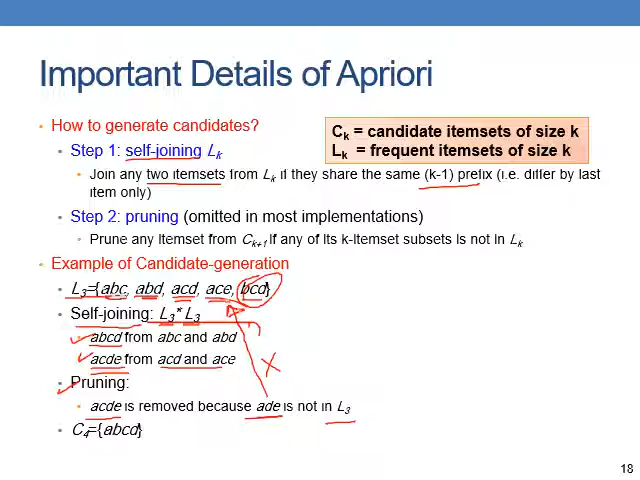 Important Details of Apriori
• How to generate candidates?
• Step 1: self-joining Lk
• Join any two itemsets from Lk if they share the same (k-1) prefix (i.e. differ by last
item only)
Ck = candidate itemsets of size k
Lk = frequent itemsets of size k
• Step 2: pruning (omitted in most implementations)
• Prune any itemset from Ck+1 if any of its k-itemset subsets is not in Lk
• Example of Candidate-generation
• L3={abc, abd, acd, ace, bcd}
• Self-joining: L3* L3
• abcd from abc and abd
• acde from acd and ace
• Pruning:
• acde is removed because ade is not in L3
• C4={abcd}
18